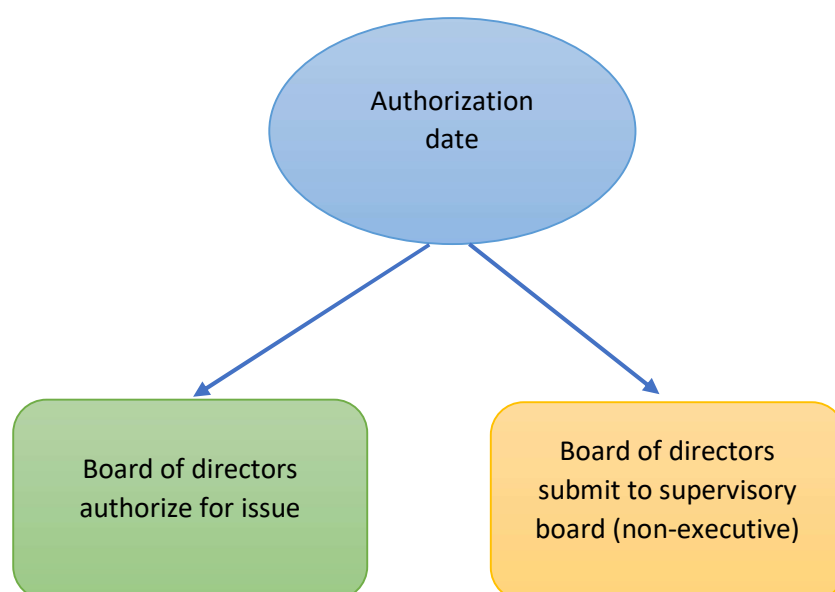 Authorization
date
Board of directors
authorize for issue
Board of directors
submit to supervisory
board (non-executive)